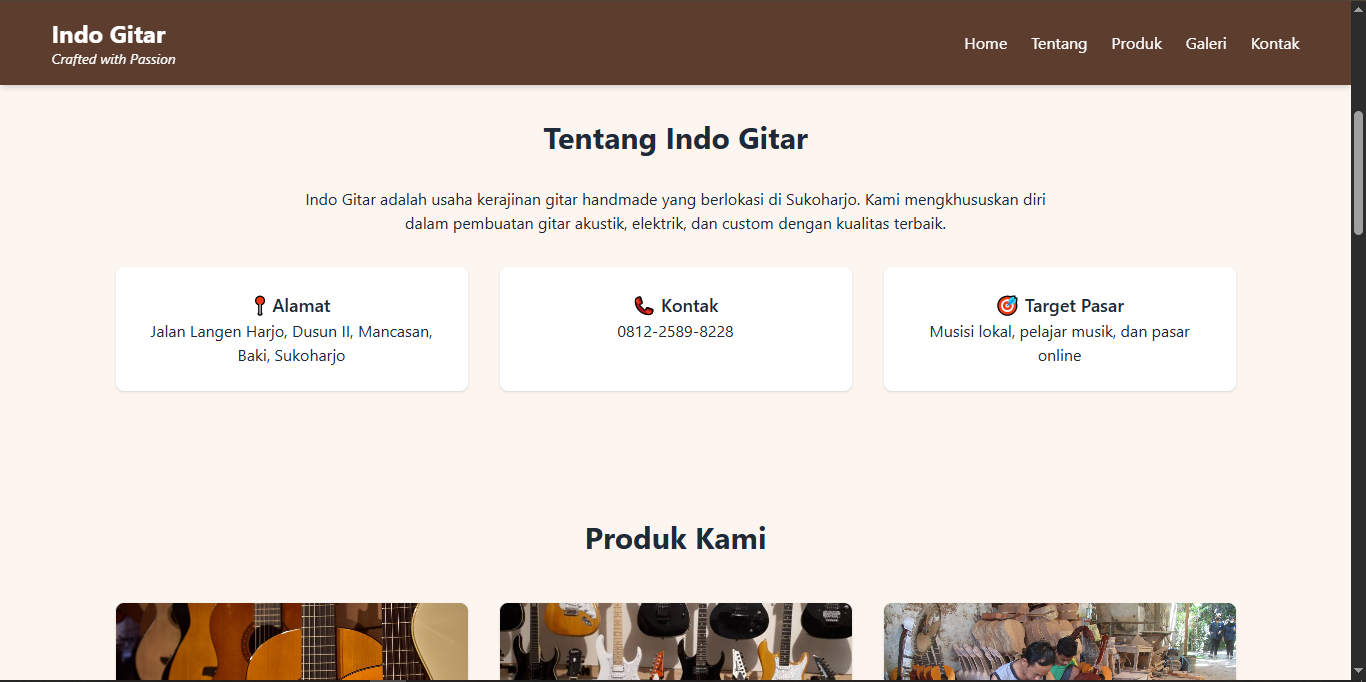 Indo Gitar
Crafted with Passion
Home Tentang Produk Galeri Kontak
Tentang Indo Gitar
Indo Gitar adalah usaha kerajinan gitar handmade yang berlokasi di Sukoharjo. Kami mengkhususkan diri
dalam pembuatan gitar akustik, elektrik, dan custom dengan kualitas terbaik.
📍 Alamat
Jalan Langen Harjo, Dusun II, Mancasan,
Baki, Sukoharjo
📞 Kontak
0812-2589-8228
🎯 Target Pasar
Musisi lokal, pelajar musik, dan pasar
online
Produk Kami